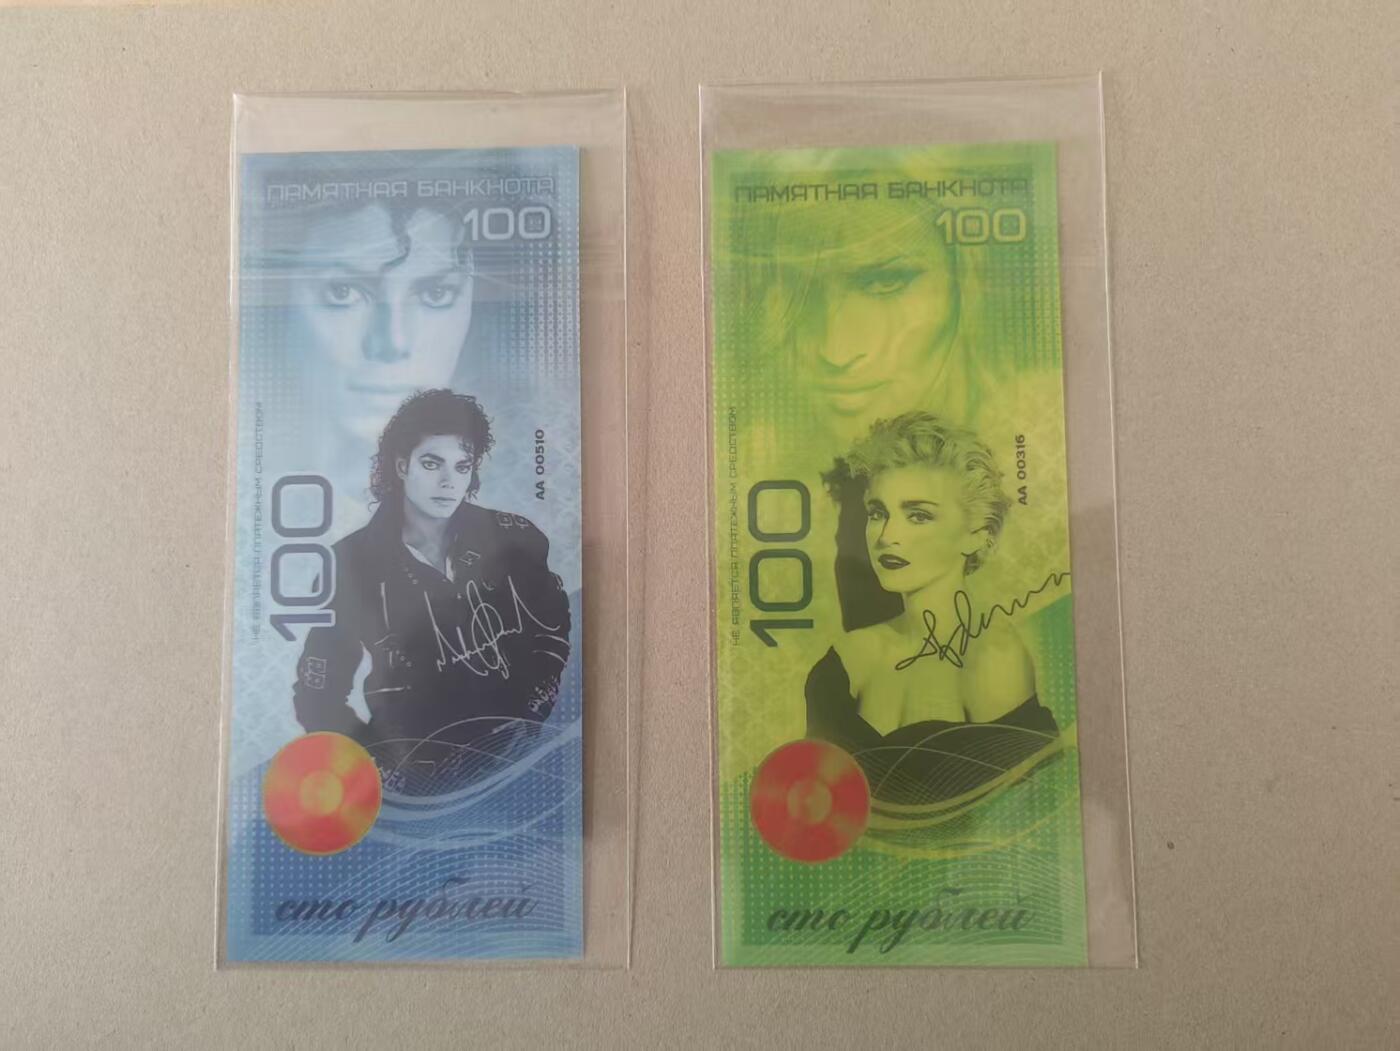 ПАМЯТНАЯ БАНКНОТА
100
НЕ ЯВЛЯЕТСЯ ПЛАТЕЖНЫМ СРЕДСТВОМ
100
АА 00510
сто рублей
ПАМЯТНАЯ БАНКНОТА
100
НЕ ЯВЛЯЕТСЯ ПЛАТЕЖНЫМ СРЕДСТВОМ
100
АА 00316
сто рублей